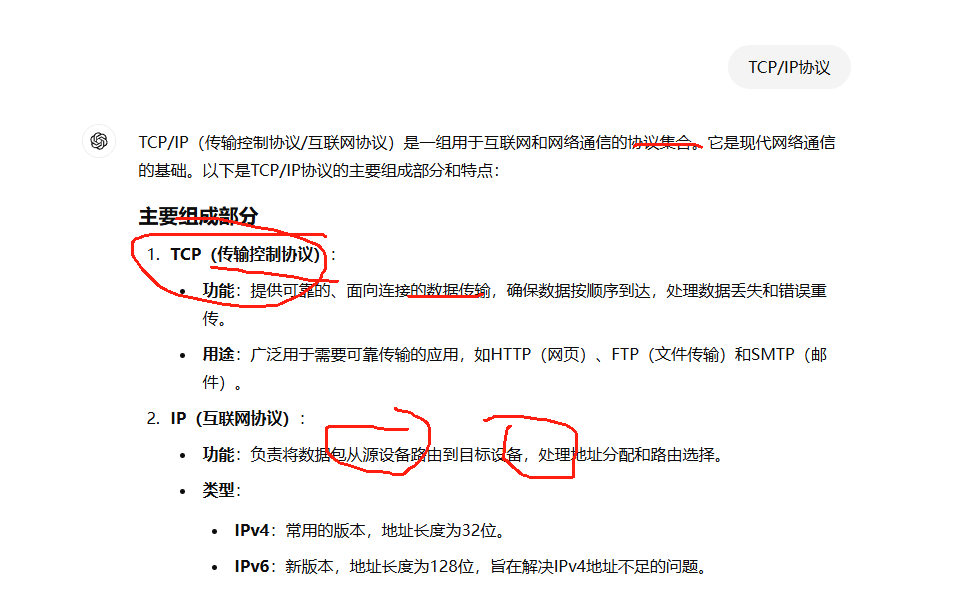 TCP/IP协议
TCP/IP（传输控制协议/互联网协议）是一组用于互联网和网络通信的协议集合。它是现代网络通信
的基础。以下是TCP/IP协议的主要组成部分和特点：
主要组成部分
1. TCP（传输控制协议）：
• 功能：提供可靠的、面向连接的数据传输，确保数据按顺序到达，处理数据丢失和错误重
传。
• 用途：广泛用于需要可靠传输的应用，如HTTP（网页）、FTP（文件传输）和SMTP（邮
件）。
2. IP（互联网协议）：
• 功能：负责将数据包从源设备路由到目标设备，处理地址分配和路由选择。
• 类型：
• IPv4：常用的版本，地址长度为32位。
• IPv6：新版本，地址长度为128位，旨在解决IPv4地址不足的问题。